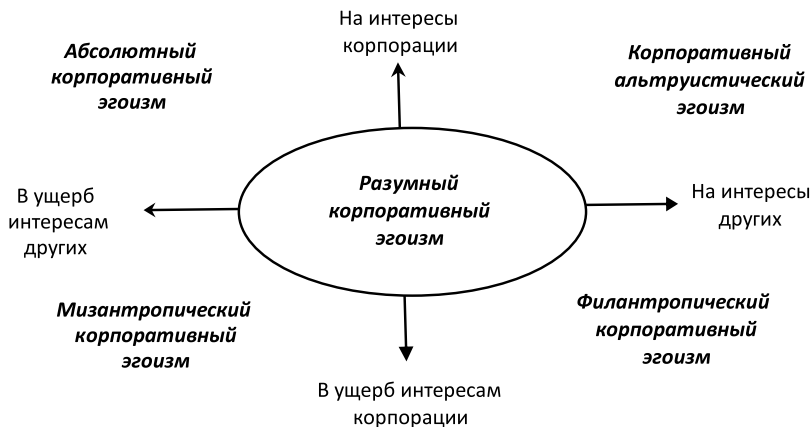 На интересы
корпорации
Абсолютный
корпоративный
эгоизм
Корпоративный
альтруистический
эгоизм
Разумный
корпоративный
эгоизм
В ущерб
интересам
других
На интересы
других
Мизантропический
корпоративный
эгоизм
Филантропический
корпоративный
эгоизм
В ущерб интересам
корпорации